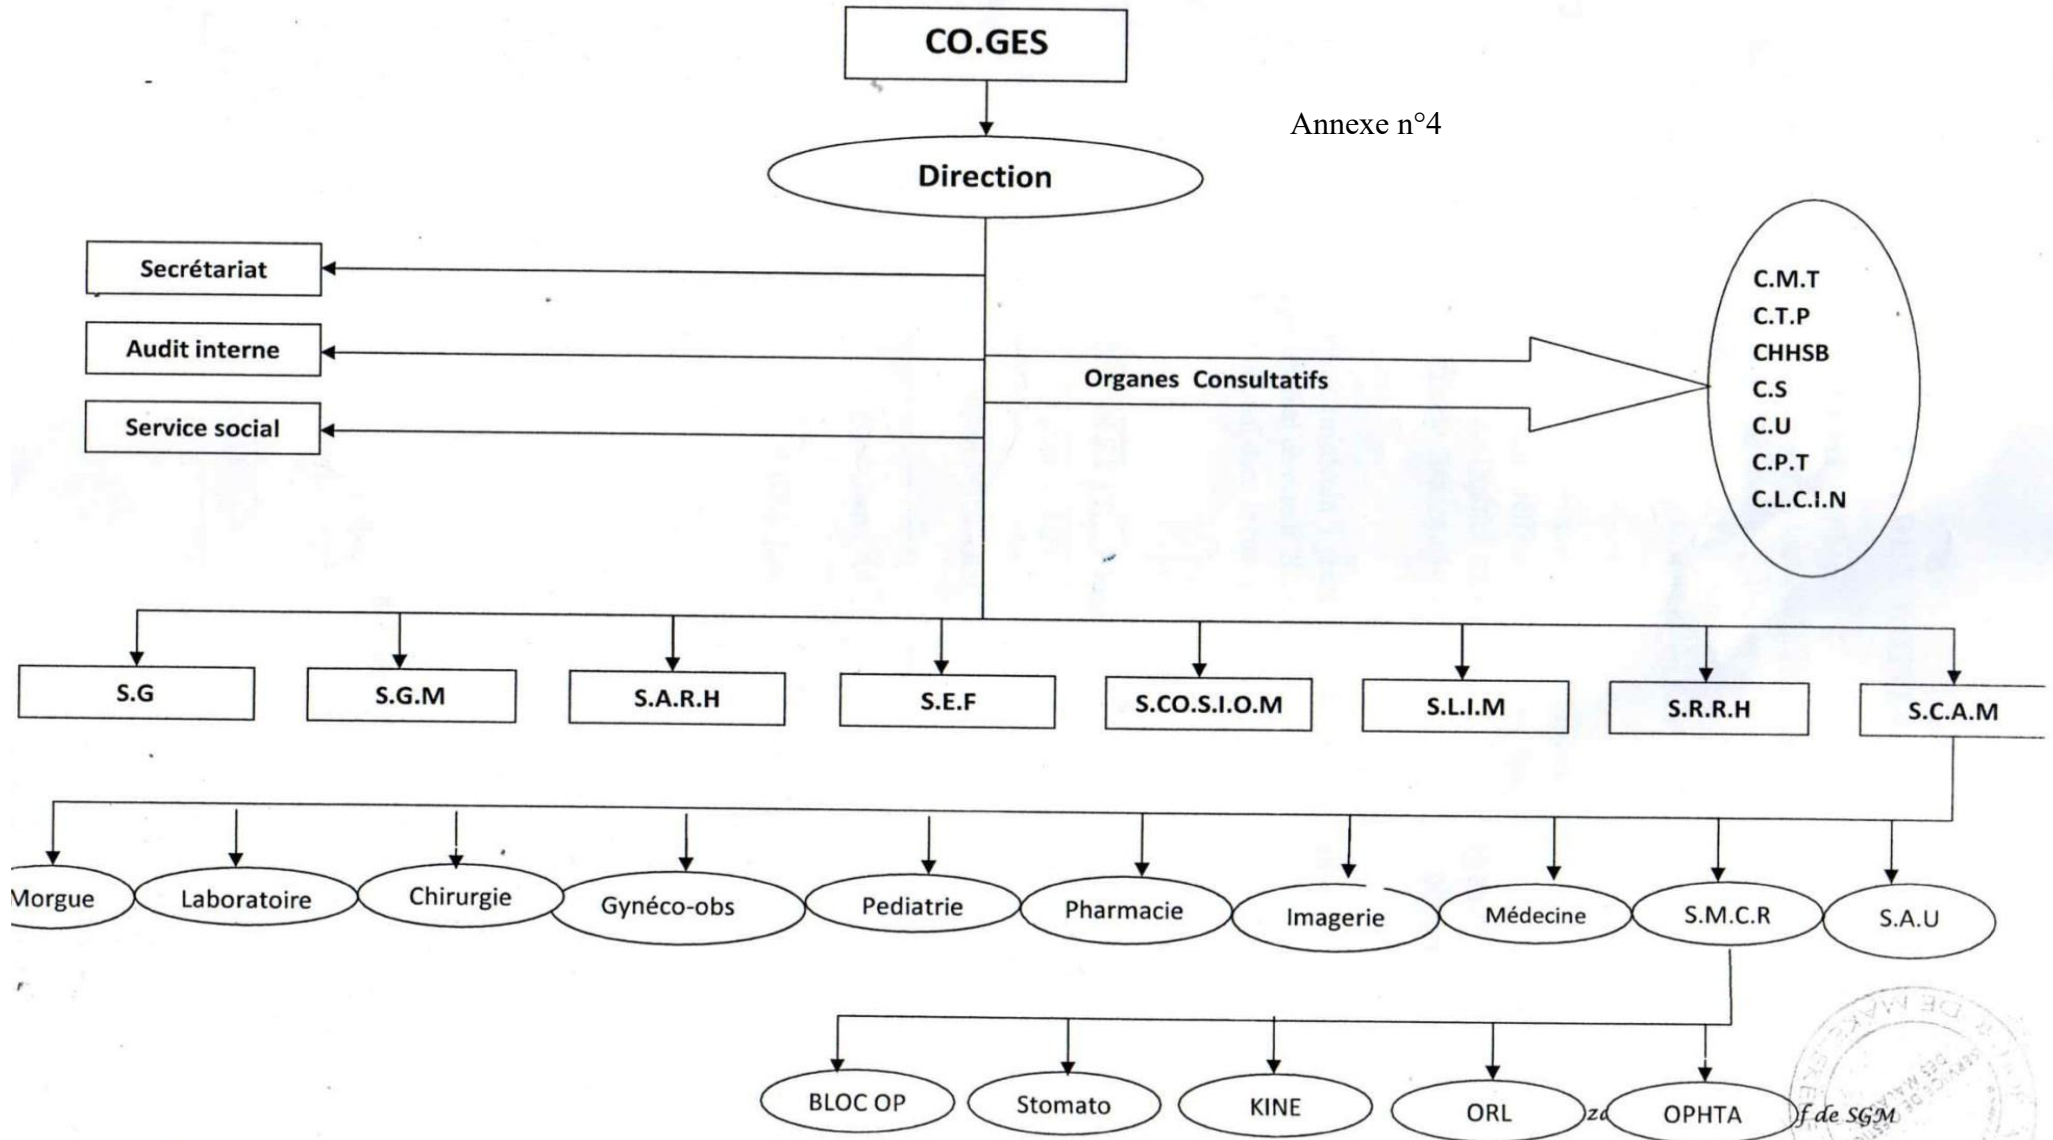 CO.GES
Annexe n°4
Direction
Secrétariat
Audit interne
Service social
Organes Consultatifs
C.M.T
C.T.P
CHHSB
C.S
C.U
C.P.T
C.L.C.I.N
S.G
S.G.M
S.A.R.H
S.E.F
S.CO.S.I.O.M
S.L.I.M
S.R.R.H
S.C.A.M
Morgue
Laboratoire
Chirurgie
Gynéco-obs
Pediatrie
Pharmacie
Imagerie
Médecine
S.M.C.R
S.A.U
BLOC OP
Stomato
KINE
ORL
OPHTA
de SGM